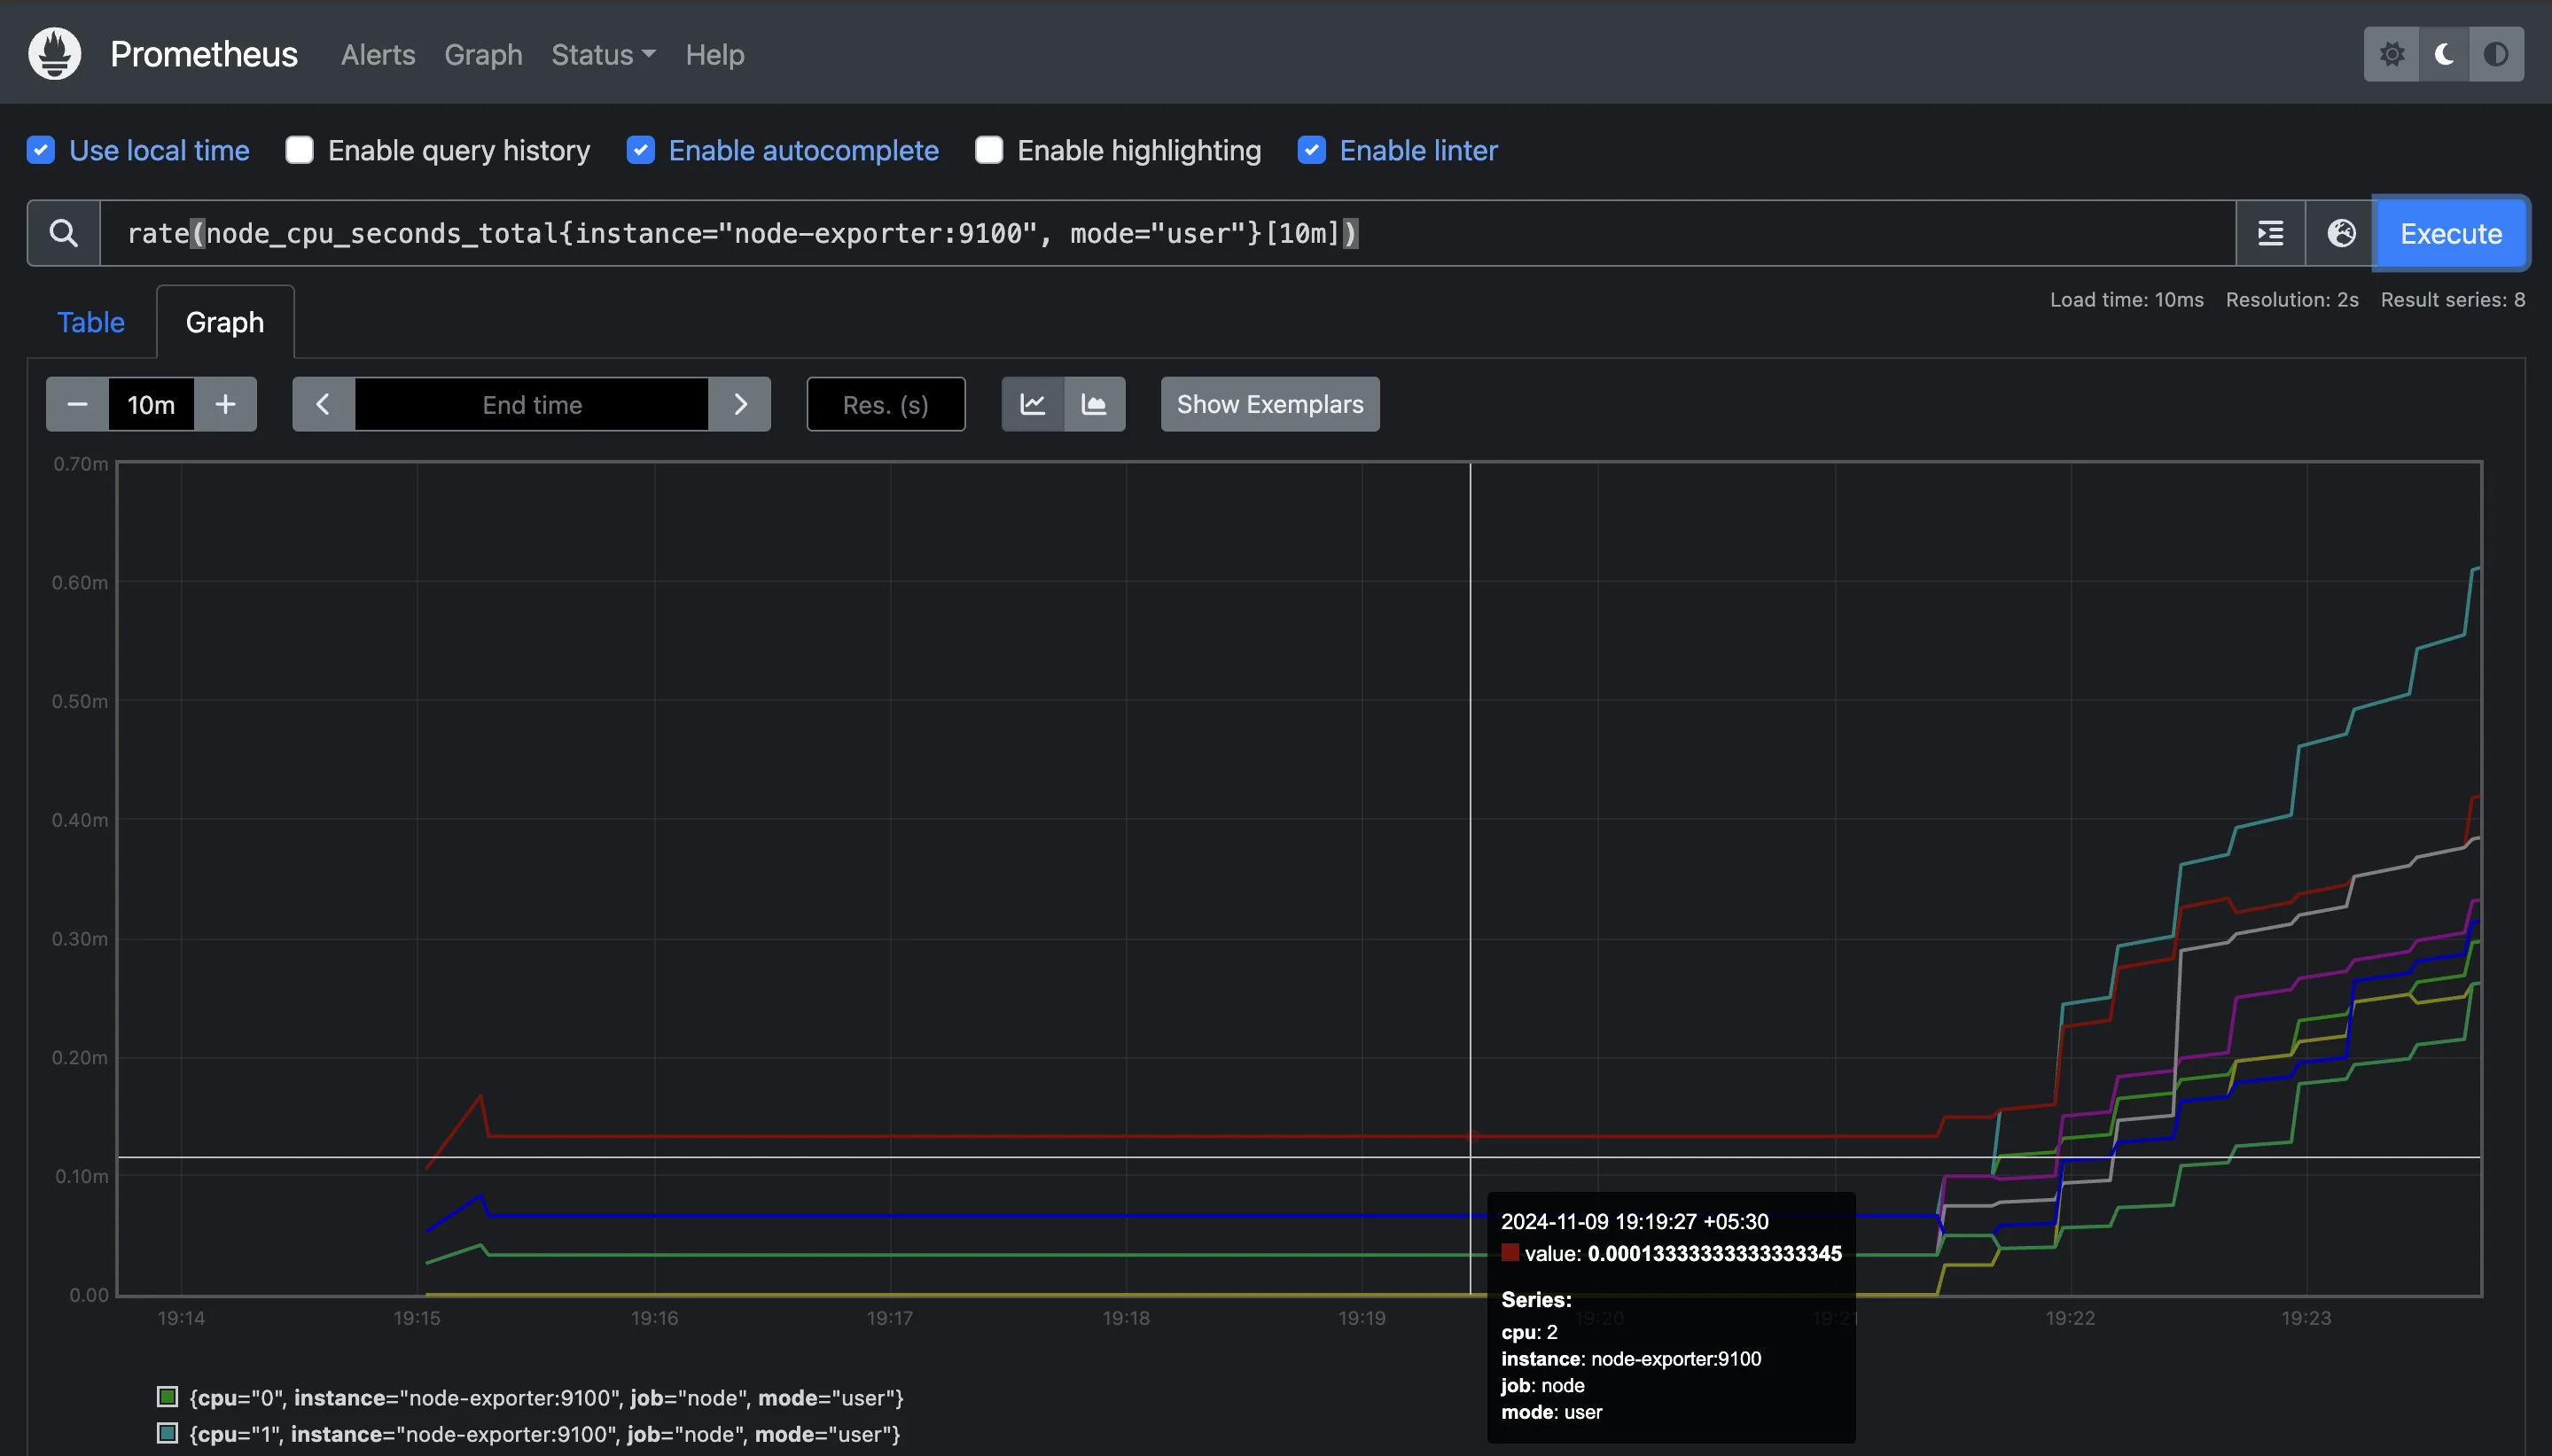 Prometheus Alerts Graph Status Help
Use local time Enable query history Enable autocomplete Enable highlighting Enable linter
rate(node_cpu_seconds_total{instance="node-exporter:9100", mode="user"}[10m]) Execute
Load time: 10ms Resolution: 2s Result series: 8
Table Graph
10m End time Res. (s) Show Exemplars
0.70m
0.60m
0.50m
0.40m
0.30m
0.20m
0.10m
0.00
2024-11-09 19:19:27 +05:30
value: 0.00013333333333333345
Series:
cpu: 2
instance: node-exporter:9100
job: node
mode: user
19:14 19:15 19:16 19:17 19:18 19:19 19:20 19:21 19:22 19:23
{cpu="0", instance="node-exporter:9100", job="node", mode="user"}
{cpu="1", instance="node-exporter:9100", job="node", mode="user"}